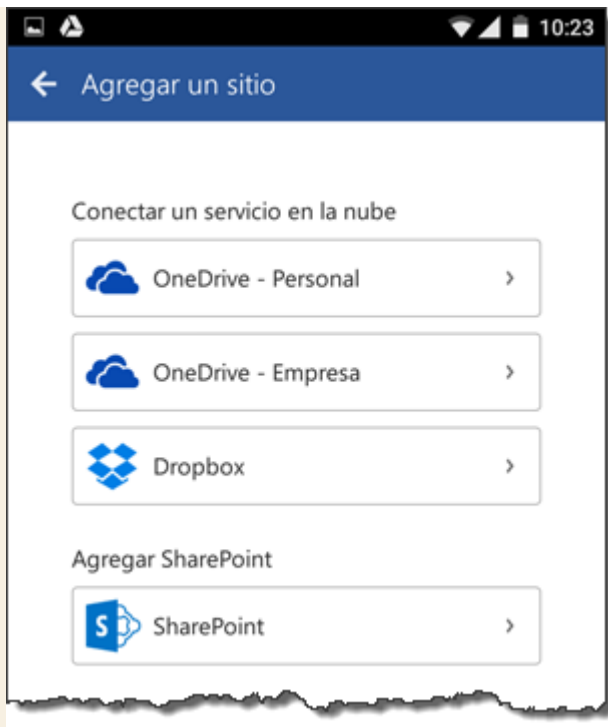 10:23
Agregar un sitio
Conectar un servicio en la nube
OneDrive - Personal
OneDrive - Empresa
Dropbox
Agregar SharePoint
S
SharePoint